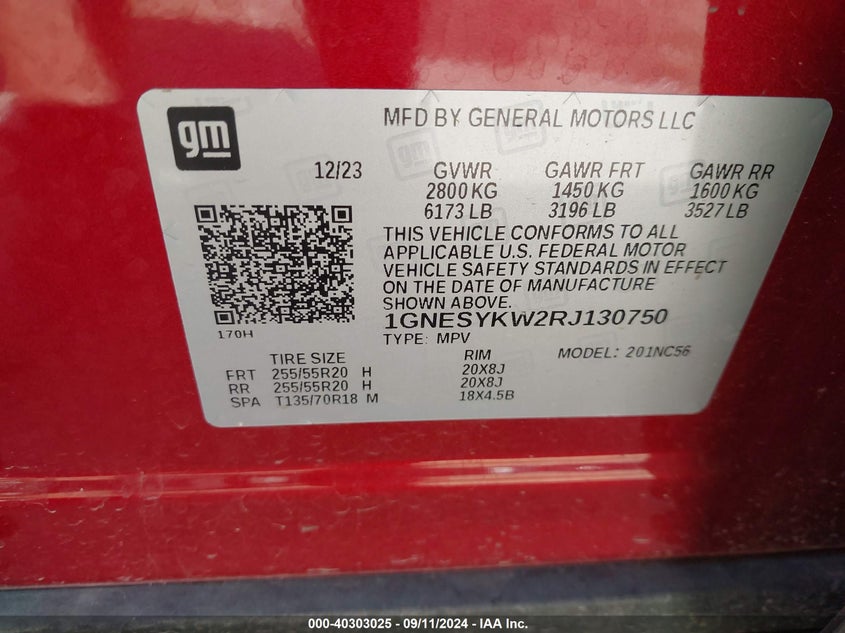 gm
MFD BY GENERAL MOTORS LLC
12/23 GVWR GAWR FRT GAWR RR
2800 KG 1450 KG 1600 KG
6173 LB 3196 LB 3527 LB
THIS VEHICLE CONFORMS TO ALL
APPLICABLE U.S. FEDERAL MOTOR
VEHICLE SAFETY STANDARDS IN EFFECT
ON THE DATE OF MANUFACTURE
SHOWN ABOVE.
170H
1GNESYKW2RJ130750
TYPE: MPV MODEL: 201NC56
TIRE SIZE RIM
FRT 255/55R20 H 20X8J
RR 255/55R20 H 20X8J
SPA T135/70R18 M 18X4.5B
000-40303025 - 09/11/2024 - IAA Inc.